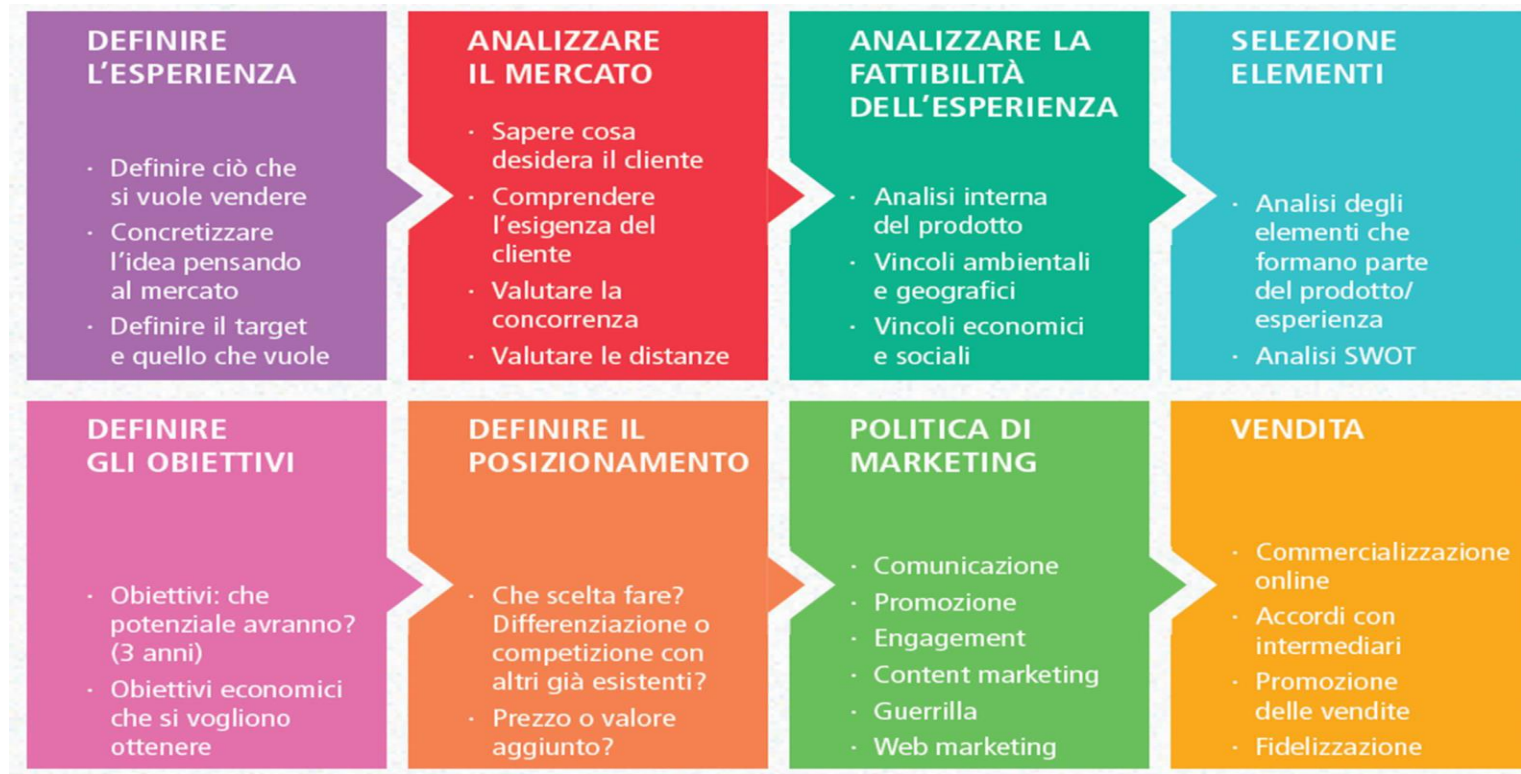 DEFINIRE
L'ESPERIENZA
· Definire ciò che
si vuole vendere
· Concretizzare
l'idea pensando
al mercato
· Definire il target
e quello che vuole
ANALIZZARE
IL MERCATO
· Sapere cosa
desidera il cliente
· Comprendere
l'esigenza del
cliente
· Valutare la
concorrenza
· Valutare le distanze
ANALIZZARE LA
FATTIBILITÀ
DELL'ESPERIENZA
· Analisi interna
del prodotto
· Vincoli ambientali
e geografici
· Vincoli economici
e sociali
SELEZIONE
ELEMENTI
· Analisi degli
elementi che
formano parte
del prodotto/
esperienza
· Analisi SWOT
DEFINIRE
GLI OBIETTIVI
· Obiettivi: che
potenziale avranno?
(3 anni)
· Obiettivi economici
che si vogliono
ottenere
DEFINIRE IL
POSIZIONAMENTO
· Che scelta fare?
Differenziazione o
competizione con
altri già esistenti?
· Prezzo o valore
aggiunto?
POLITICA DI
MARKETING
· Comunicazione
· Promozione
· Engagement
· Content marketing
· Guerrilla
· Web marketing
VENDITA
· Commercializzazione
online
· Accordi con
intermediari
· Promozione
delle vendite
· Fidelizzazione